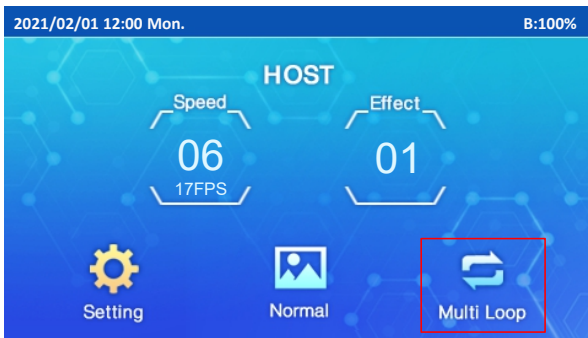 2021/02/01 12:00 Mon. B:100%
HOST
Speed Effect
06 01
17FPS
Setting Normal Multi Loop